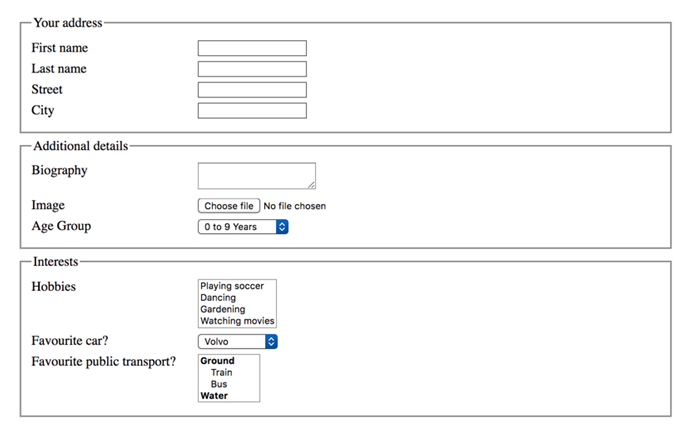 Your address
First name
Last name
Street
City
Additional details
Biography
Image Choose file No file chosen
Age Group 0 to 9 Years
Interests
Hobbies Playing soccer
Dancing
Gardening
Watching movies
Favourite car? Volvo
Favourite public transport? Ground
Train
Bus
Water